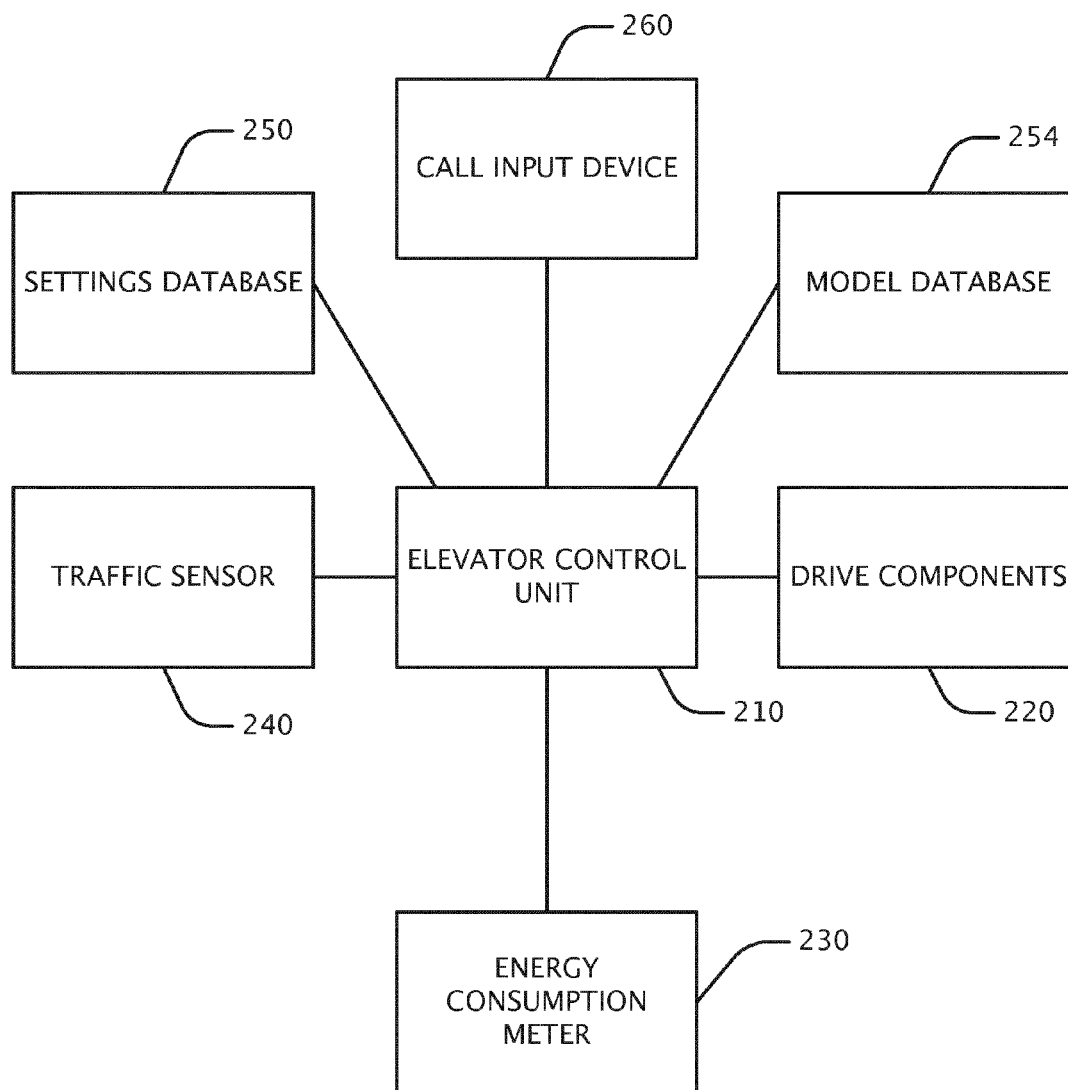 260
250
254
CALL INPUT DEVICE
SETTINGS DATABASE
MODEL DATABASE
TRAFFIC SENSOR
ELEVATOR CONTROL
UNIT
DRIVE COMPONENTS
240
210
220
ENERGY
CONSUMPTION
METER
230